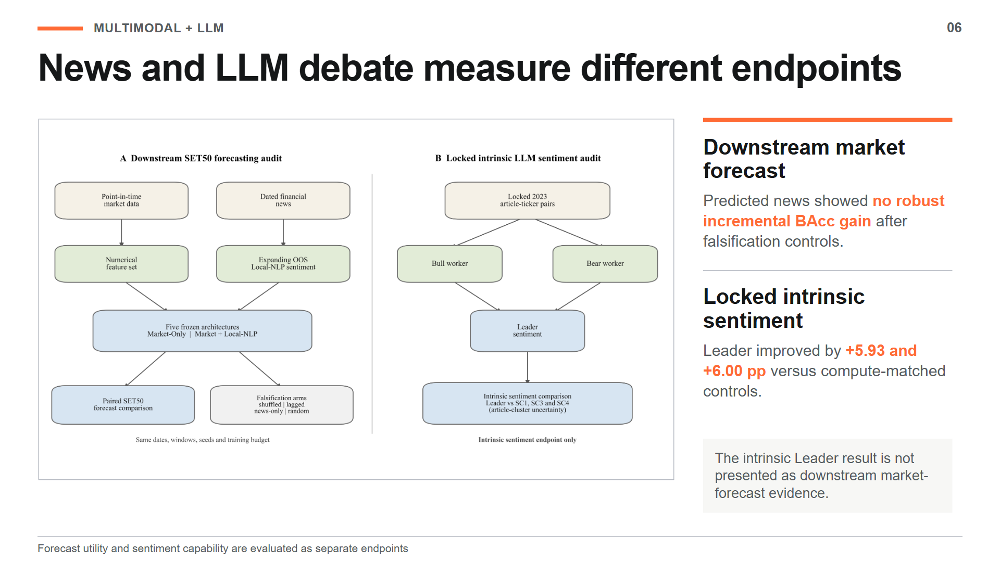 MULTIMODAL + LLM
06
News and LLM debate measure different endpoints
A Downstream SET50 forecasting audit
Point-in-time
market data
Dated financial
news
Numerical
feature set
Expanding OOS
Local-NLP sentiment
Five frozen architectures
Market-Only | Market + Local-NLP
Paired SET50
forecast comparison
Falsification arms
shuffled | lagged
news-only | random
Same dates, windows, seeds and training budget
B Locked intrinsic LLM sentiment audit
Locked 2023
article-ticker pairs
Bull worker
Bear worker
Leader
sentiment
Intrinsic sentiment comparison
Leader vs SC1, SC3 and SC4
(article-cluster uncertainty)
Intrinsic sentiment endpoint only
Downstream market
forecast
Predicted news showed no robust
incremental BAcc gain after
falsification controls.
Locked intrinsic
sentiment
Leader improved by +5.93 and
+6.00 pp versus compute-matched
controls.
The intrinsic Leader result is not
presented as downstream market-
forecast evidence.
Forecast utility and sentiment capability are evaluated as separate endpoints